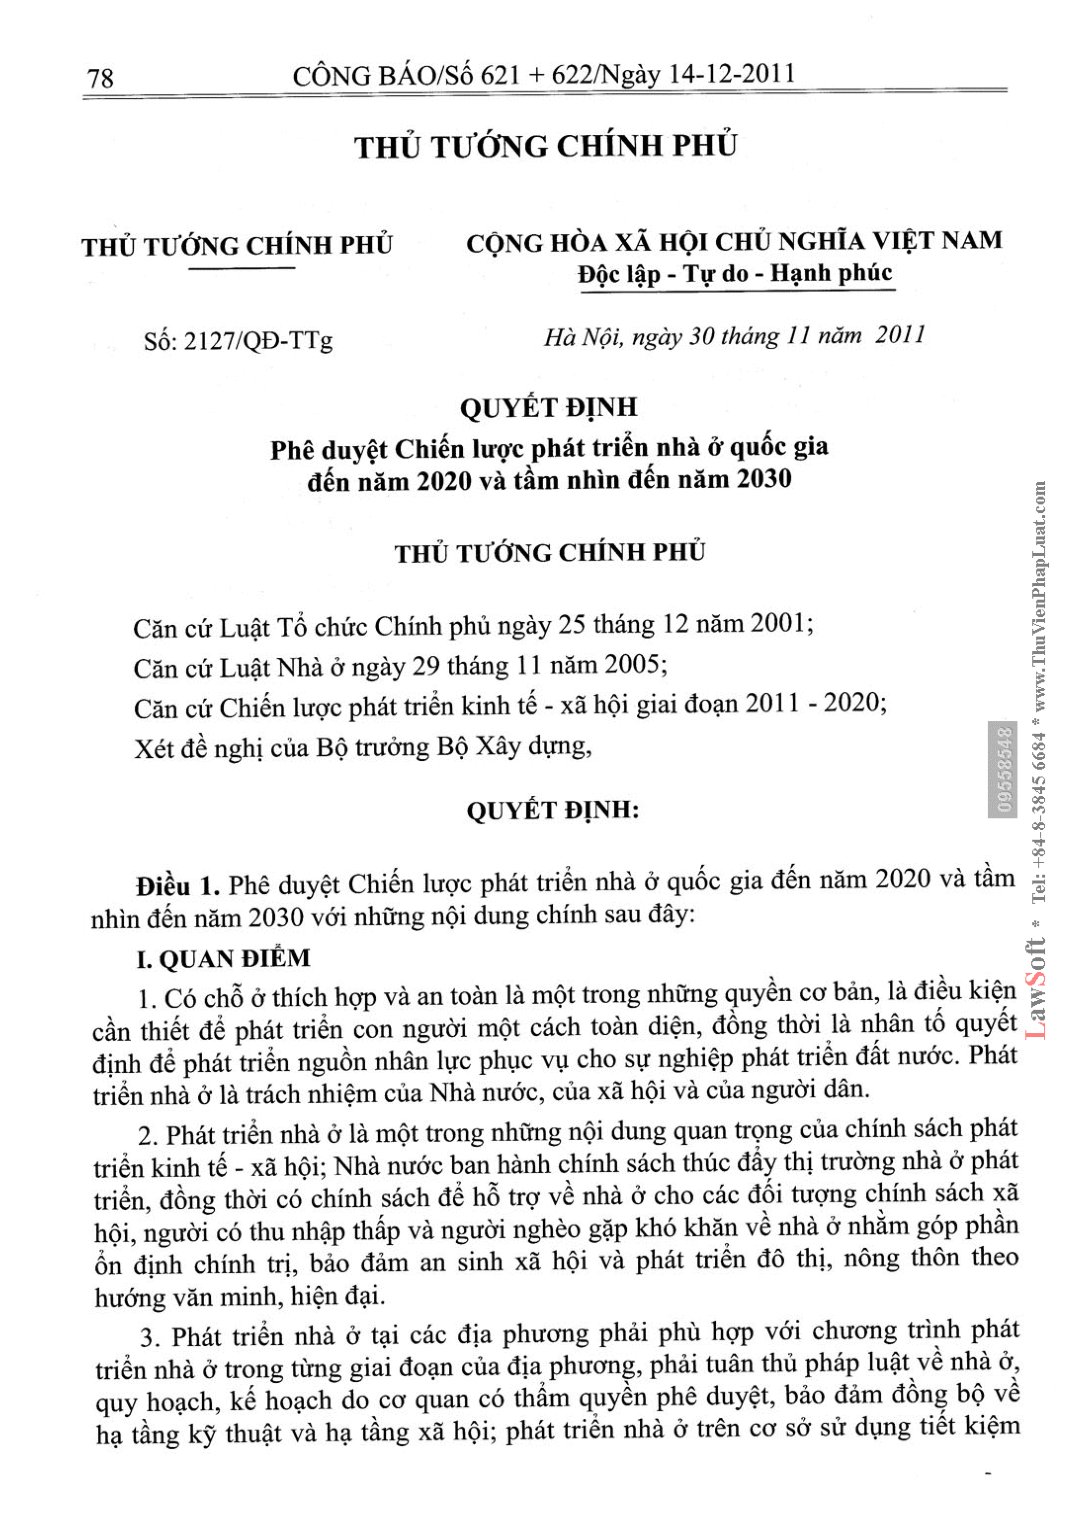 78
CÔNG BÁO/Số 621 + 622/Ngày 14-12-2011
THỦ TƯỚNG CHÍNH PHỦ
THỦ TƯỚNG CHÍNH PHỦ
CỘNG HÒA XÃ HỘI CHỦ NGHĨA VIỆT NAM
Độc lập - Tự do - Hạnh phúc
Số: 2127/QĐ-TTg
Hà Nội, ngày 30 tháng 11 năm 2011
QUYẾT ĐỊNH
Phê duyệt Chiến lược phát triển nhà ở quốc gia
đến năm 2020 và tầm nhìn đến năm 2030
THỦ TƯỚNG CHÍNH PHỦ
Căn cứ Luật Tổ chức Chính phủ ngày 25 tháng 12 năm 2001;
Căn cứ Luật Nhà ở ngày 29 tháng 11 năm 2005;
Căn cứ Chiến lược phát triển kinh tế - xã hội giai đoạn 2011 - 2020;
Xét đề nghị của Bộ trưởng Bộ Xây dựng,
QUYẾT ĐỊNH:
Điều 1. Phê duyệt Chiến lược phát triển nhà ở quốc gia đến năm 2020 và tầm
nhìn đến năm 2030 với những nội dung chính sau đây:
I. QUAN ĐIỂM
1. Có chỗ ở thích hợp và an toàn là một trong những quyền cơ bản, là điều kiện
cần thiết để phát triển con người một cách toàn diện, đồng thời là nhân tố quyết
định để phát triển nguồn nhân lực phục vụ cho sự nghiệp phát triển đất nước. Phát
triển nhà ở là trách nhiệm của Nhà nước, của xã hội và của người dân.
2. Phát triển nhà ở là một trong những nội dung quan trọng của chính sách phát
triển kinh tế - xã hội; Nhà nước ban hành chính sách thúc đẩy thị trường nhà ở phát
triển, đồng thời có chính sách để hỗ trợ về nhà ở cho các đối tượng chính sách xã
hội, người có thu nhập thấp và người nghèo gặp khó khăn về nhà ở nhằm góp phần
ổn định chính trị, bảo đảm an sinh xã hội và phát triển đô thị, nông thôn theo
hướng văn minh, hiện đại.
3. Phát triển nhà ở tại các địa phương phải phù hợp với chương trình phát
triển nhà ở trong từng giai đoạn của địa phương, phải tuân thủ pháp luật về nhà ở,
quy hoạch, kế hoạch do cơ quan có thẩm quyền phê duyệt, bảo đảm đồng bộ về
hạ tầng kỹ thuật và hạ tầng xã hội; phát triển nhà ở trên cơ sở sử dụng tiết kiệm
09558548
LawSoft * Tel: +84-8-3845 6684 * www.ThuVienPhapLuat.com